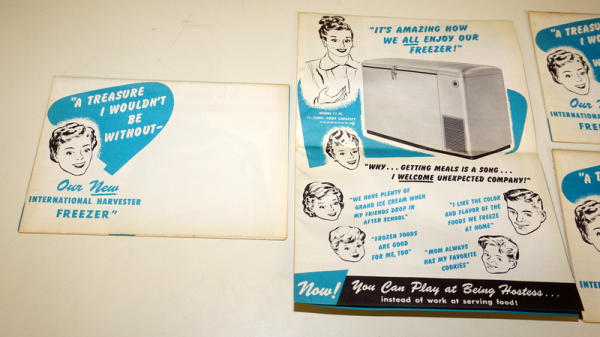 "A TREASURE
I WOULDN'T
BE
WITHOUT—
Our New
INTERNATIONAL HARVESTER
FREEZER"
"IT'S AMAZING HOW
WE ALL ENJOY OUR
FREEZER!"
"WHY... GETTING MEALS IS A SONG...
I WELCOME UNEXPECTED COMPANY!"
"WE HAVE PLENTY OF
GRAND ICE CREAM WHEN
MY FRIENDS DROP IN
AFTER SCHOOL"
"I LIKE THE COLOR
AND FLAVOR OF THE
FOODS WE FREEZE
AT HOME"
"FROZEN FOODS
ARE GOOD
FOR ME, TOO"
"MOM ALWAYS
HAS MY FAVORITE
COOKIES"
Now! You Can Play at Being Hostess...
instead of work at serving food!
"A TREASURE
I WOU
W
Our N
INTERNATIONAL
FREE
"A T